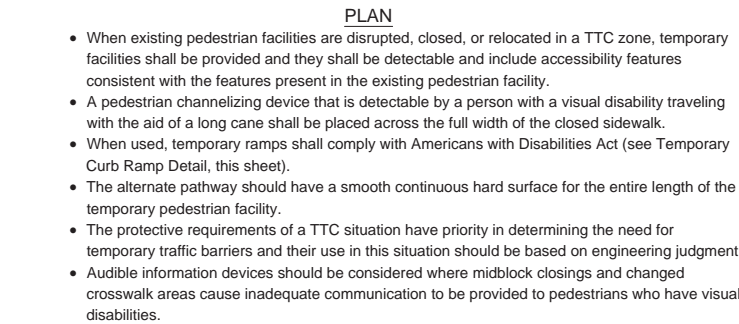 PLAN
• When existing pedestrian facilities are disrupted, closed, or relocated in a TTC zone, temporary
facilities shall be provided and they shall be detectable and include accessibility features
consistent with the features present in the existing pedestrian facility.
• A pedestrian channelizing device that is detectable by a person with a visual disability traveling
with the aid of a long cane shall be placed across the full width of the closed sidewalk.
• When used, temporary ramps shall comply with Americans with Disabilities Act (see Temporary
Curb Ramp Detail, this sheet).
• The alternate pathway should have a smooth continuous hard surface for the entire length of the
temporary pedestrian facility.
• The protective requirements of a TTC situation have priority in determining the need for
temporary traffic barriers and their use in this situation should be based on engineering judgment
• Audible information devices should be considered where midblock closings and changed
crosswalk areas cause inadequate communication to be provided to pedestrians who have visual
disabilities.